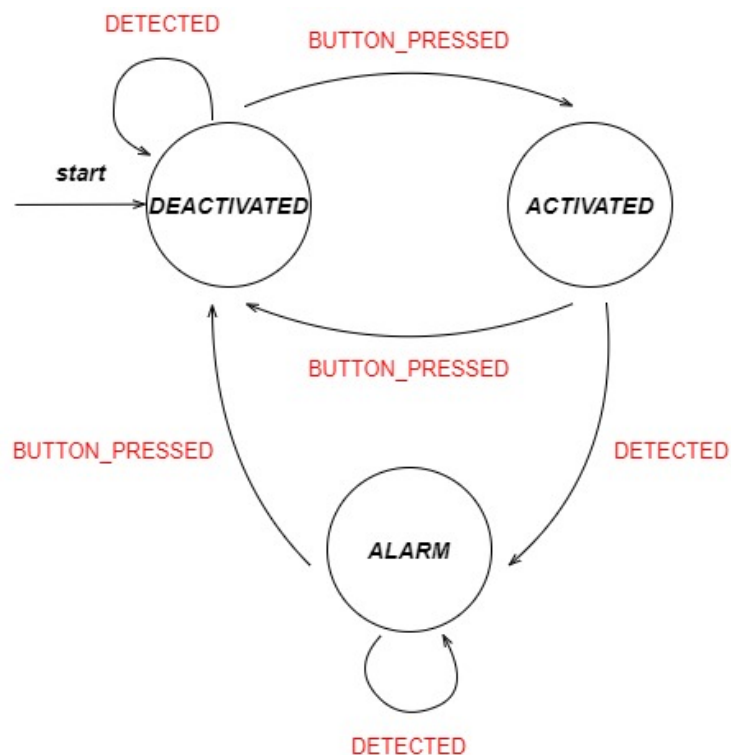 DETECTED
BUTTON_PRESSED
start
DEACTIVATED
ACTIVATED
BUTTON_PRESSED
BUTTON_PRESSED
DETECTED
ALARM
DETECTED